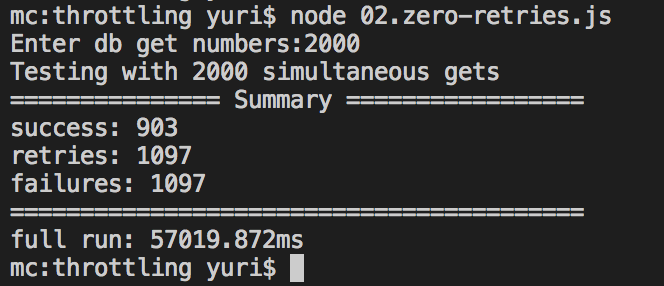 mc:throttling yuri$ node 02.zero-retries.js
Enter db get numbers:2000
Testing with 2000 simultaneous gets
=============== Summary =================
success: 903
retries: 1097
failures: 1097
=========================================
full run: 57019.872ms
mc:throttling yuri$